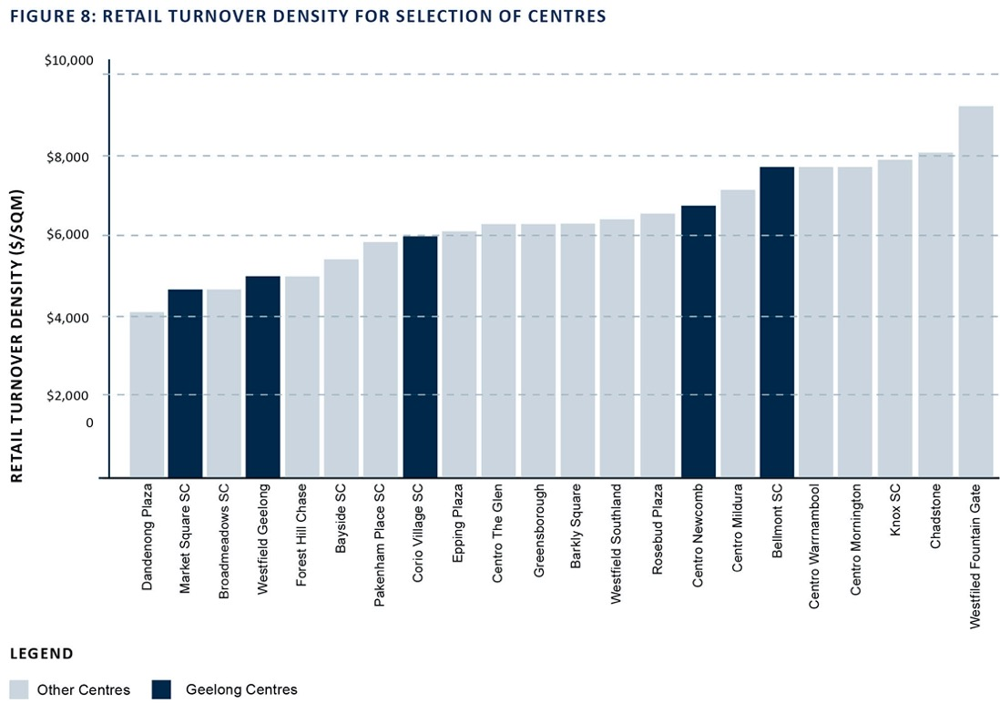 FIGURE 8: RETAIL TURNOVER DENSITY FOR SELECTION OF CENTRES
RETAIL TURNOVER DENSITY ($/SQM)
$10,000
$8,000
$6,000
$4,000
$2,000
0
Dandenong Plaza
Market Square SC
Broadmeadows SC
Westfield Geelong
Forest Hill Chase
Bayside SC
Pakenham Place SC
Corio Village SC
Epping Plaza
Centro The Glen
Greensborough
Barkly Square
Westfield Southland
Rosebud Plaza
Centro Newcomb
Centro Mildura
Bellmont SC
Centro Warrnambool
Centro Mornington
Knox SC
Chadstone
Westfiled Fountain Gate
LEGEND
Other Centres
Geelong Centres